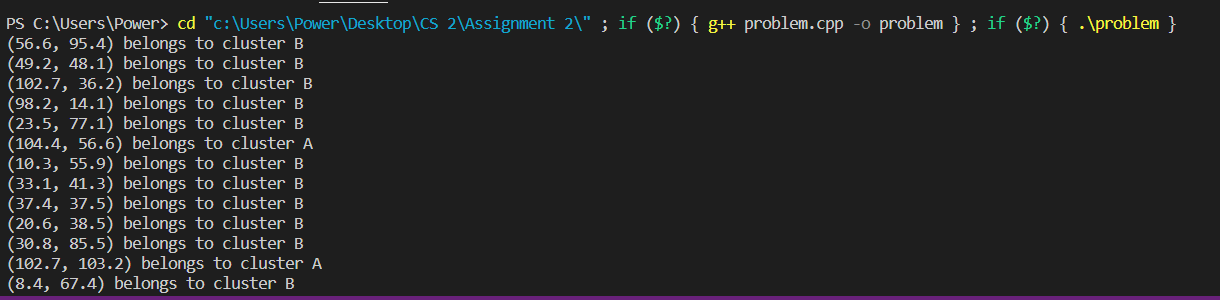 PS C:\Users\Power> cd "c:\Users\Power\Desktop\CS 2\Assignment 2\" ; if ($?) { g++ problem.cpp -o problem } ; if ($?) { .\problem }
(56.6, 95.4) belongs to cluster B
(49.2, 48.1) belongs to cluster B
(102.7, 36.2) belongs to cluster B
(98.2, 14.1) belongs to cluster B
(23.5, 77.1) belongs to cluster B
(104.4, 56.6) belongs to cluster A
(10.3, 55.9) belongs to cluster B
(33.1, 41.3) belongs to cluster B
(37.4, 37.5) belongs to cluster B
(20.6, 38.5) belongs to cluster B
(30.8, 85.5) belongs to cluster B
(102.7, 103.2) belongs to cluster A
(8.4, 67.4) belongs to cluster B